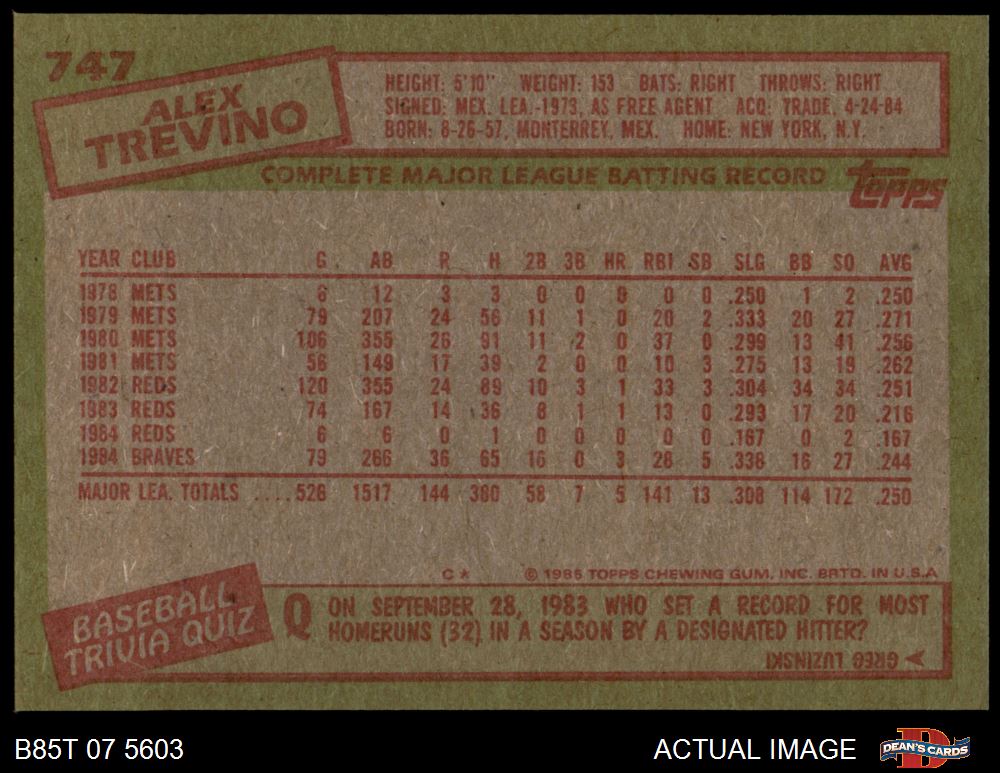 747
ALEX
TREVINO
HEIGHT: 5'10" WEIGHT: 153 BATS: RIGHT THROWS: RIGHT
SIGNED: MEX. LEA.-1973, AS FREE AGENT ACQ: TRADE, 4-24-84
BORN: 8-26-57, MONTERREY, MEX. HOME: NEW YORK, N.Y.
COMPLETE MAJOR LEAGUE BATTING RECORD
topps
YEAR CLUB G AB R H 2B 3B HR RBI SB SLG BB SO AVG
1978 METS 6 12 3 3 0 0 0 0 0 .250 1 2 .250
1979 METS 79 207 24 56 11 1 0 20 2 .333 20 27 .271
1980 METS 106 355 26 91 11 2 0 37 0 .299 13 41 .256
1981 METS 56 149 17 39 2 0 0 10 3 .275 13 19 .262
1982 REDS 120 355 24 89 10 3 1 33 3 .304 34 34 .251
1983 REDS 74 167 14 36 8 1 1 13 0 .293 17 20 .216
1984 REDS 6 6 0 1 0 0 0 0 0 .167 0 2 .167
1984 BRAVES 79 266 36 65 16 0 3 28 5 .338 16 27 .244
MAJOR LEA. TOTALS ....526 1517 144 380 58 7 5 141 13 .308 114 172 .250
C* © 1985 TOPPS CHEWING GUM, INC. PRTD. IN U.S.A
BASEBALL
TRIVIA QUIZ
Q ON SEPTEMBER 28, 1983 WHO SET A RECORD FOR MOST
HOMERUNS (32) IN A SEASON BY A DESIGNATED HITTER?
GREG LUZINSKI
B85T 07 5603
ACTUAL IMAGE
D
DEAN'S CARDS